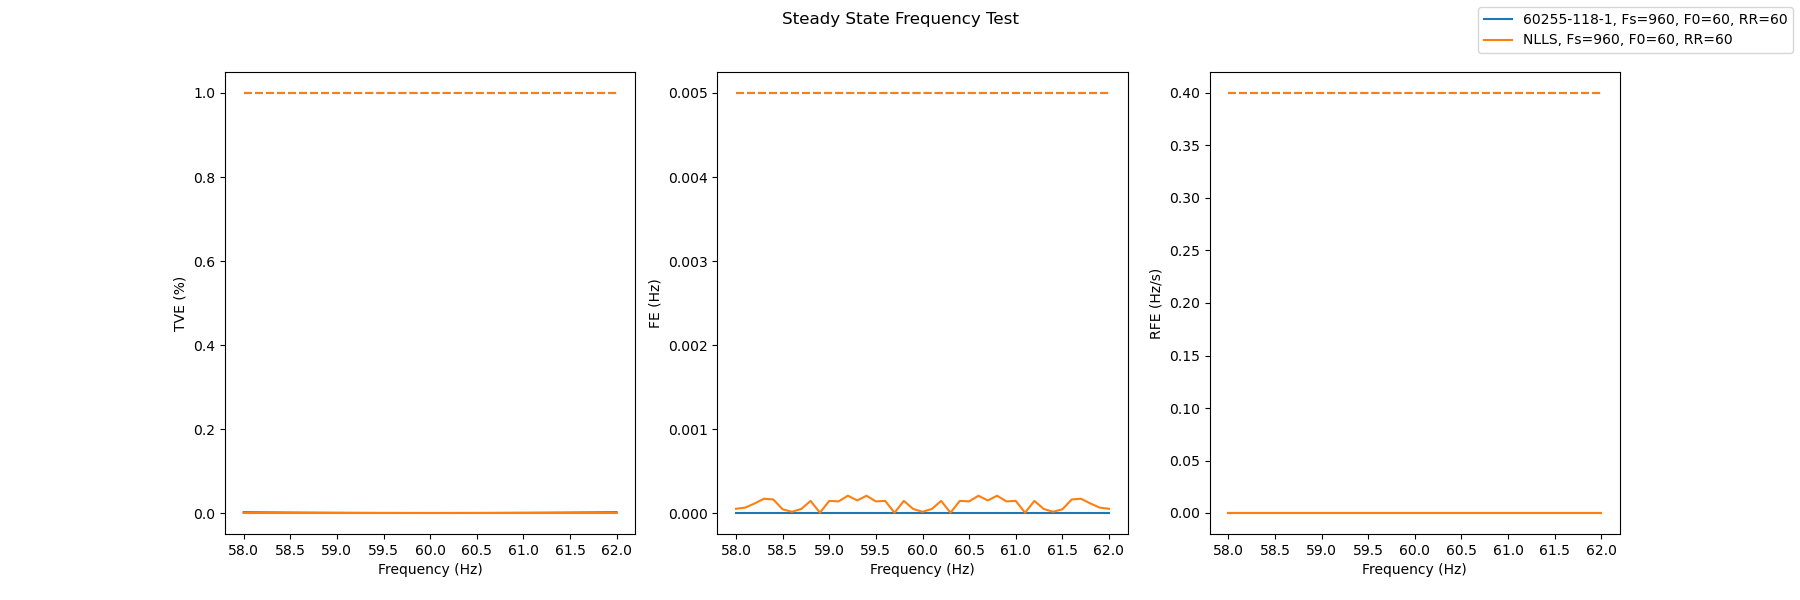 Steady State Frequency Test
60255-118-1, Fs=960, F0=60, RR=60
NLLS, Fs=960, F0=60, RR=60
TVE (%)
1.0
0.8
0.6
0.4
0.2
0.0
58.0 58.5 59.0 59.5 60.0 60.5 61.0 61.5 62.0
Frequency (Hz)
FE (Hz)
0.005
0.004
0.003
0.002
0.001
0.000
58.0 58.5 59.0 59.5 60.0 60.5 61.0 61.5 62.0
Frequency (Hz)
RFE (Hz/s)
0.40
0.35
0.30
0.25
0.20
0.15
0.10
0.05
0.00
58.0 58.5 59.0 59.5 60.0 60.5 61.0 61.5 62.0
Frequency (Hz)